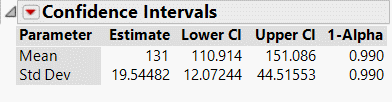 Confidence Intervals
Parameter Estimate Lower CI Upper CI 1-Alpha
Mean 131 110.914 151.086 0.990
Std Dev 19.54482 12.07244 44.51553 0.990